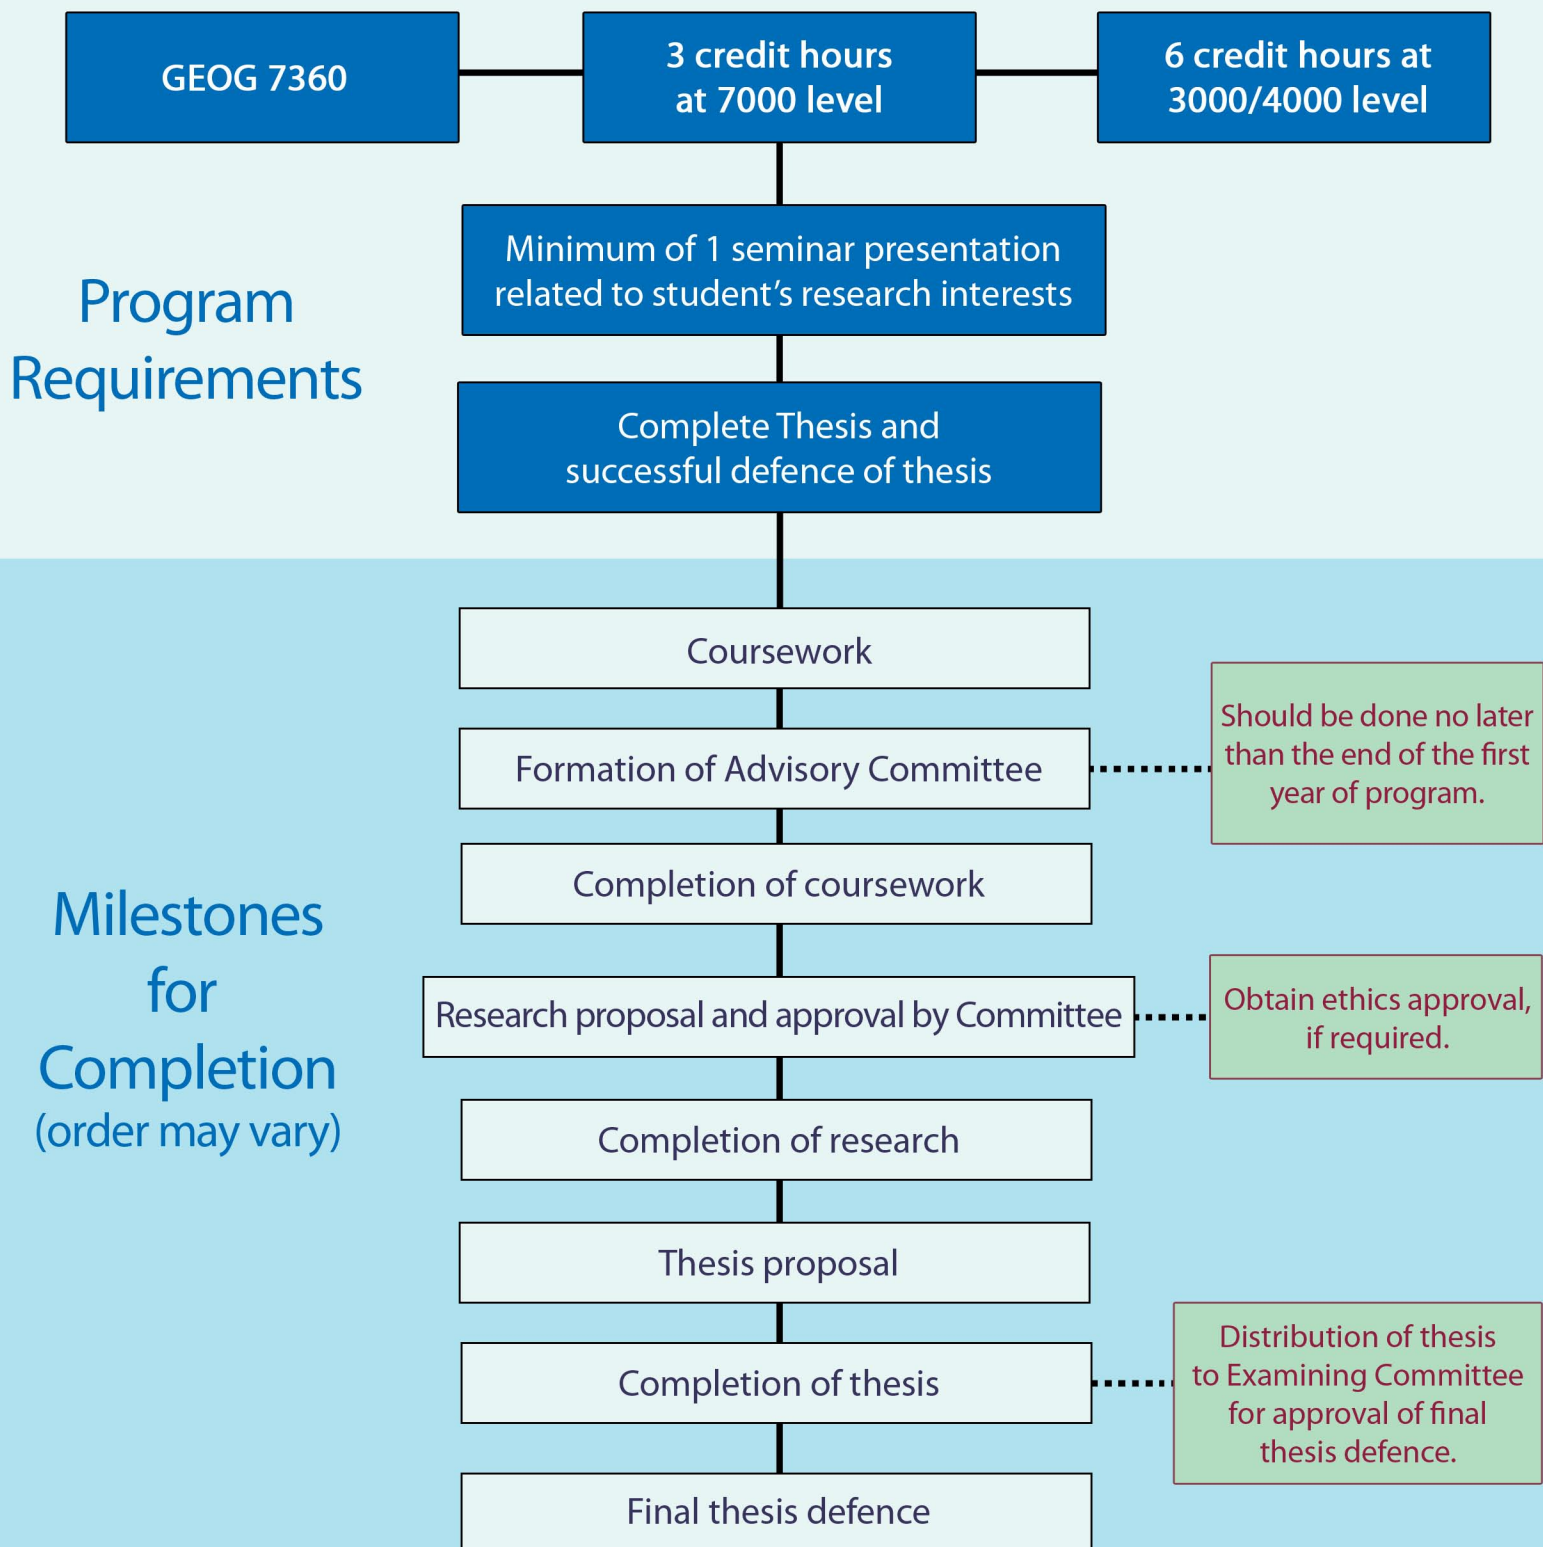 GEOG 7360
3 credit hours
at 7000 level
6 credit hours at
3000/4000 level
Program
Requirements
Minimum of 1 seminar presentation
related to student’s research interests
Complete Thesis and
successful defence of thesis
Milestones
for
Completion
(order may vary)
Coursework
Formation of Advisory Committee
Should be done no later
than the end of the first
year of program.
Completion of coursework
Research proposal and approval by Committee
Obtain ethics approval,
if required.
Completion of research
Thesis proposal
Completion of thesis
Distribution of thesis
to Examining Committee
for approval of final
thesis defence.
Final thesis defence